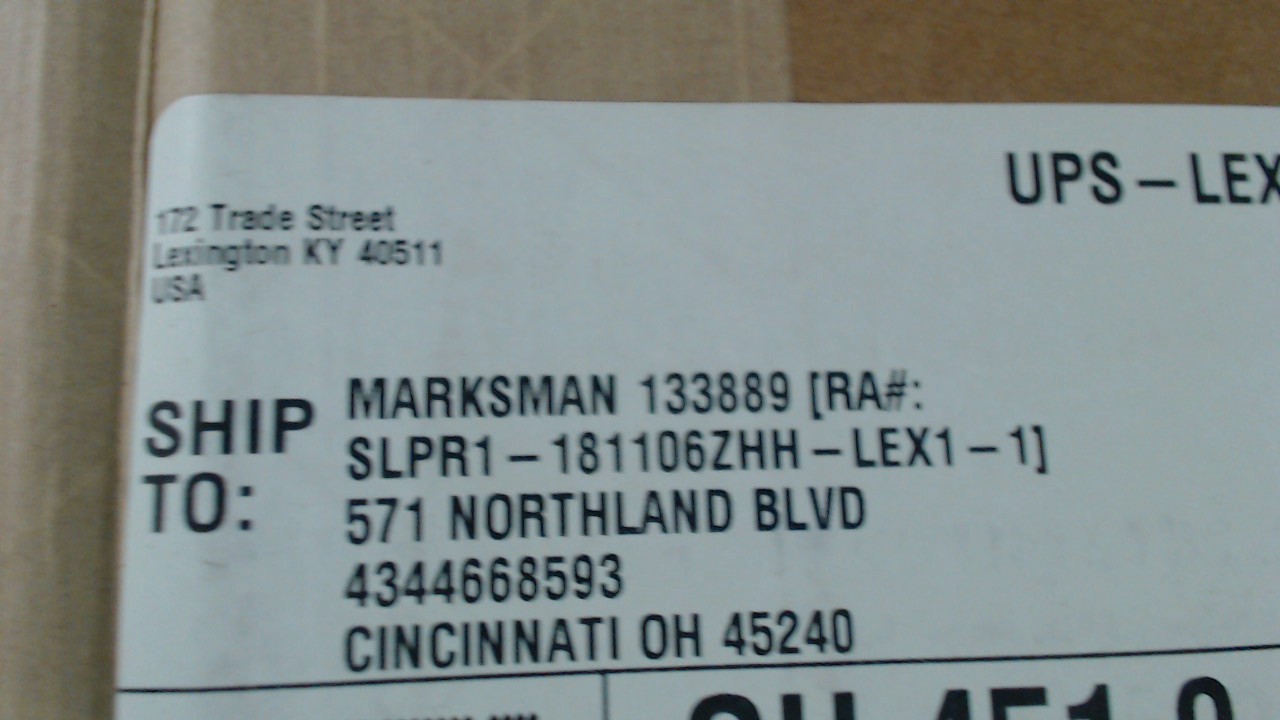 UPS – LEX
172 Trade Street
Lexington KY 40511
USA
SHIP TO:
MARKSMAN 133889 [RA#:
SLPR1 – 181106ZHH – LEX1 – 1]
571 NORTHLAND BLVD
4344668593
CINCINNATI OH 45240